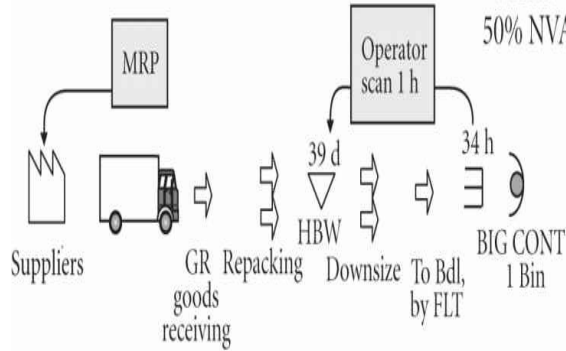 MRP
Operator
scan 1 h
50% NVA
39 d
34 h
HBW
Suppliers
GR
goods
receiving
Repacking
Downsize
To Bdl,
by FLT
BIG CONT
1 Bin